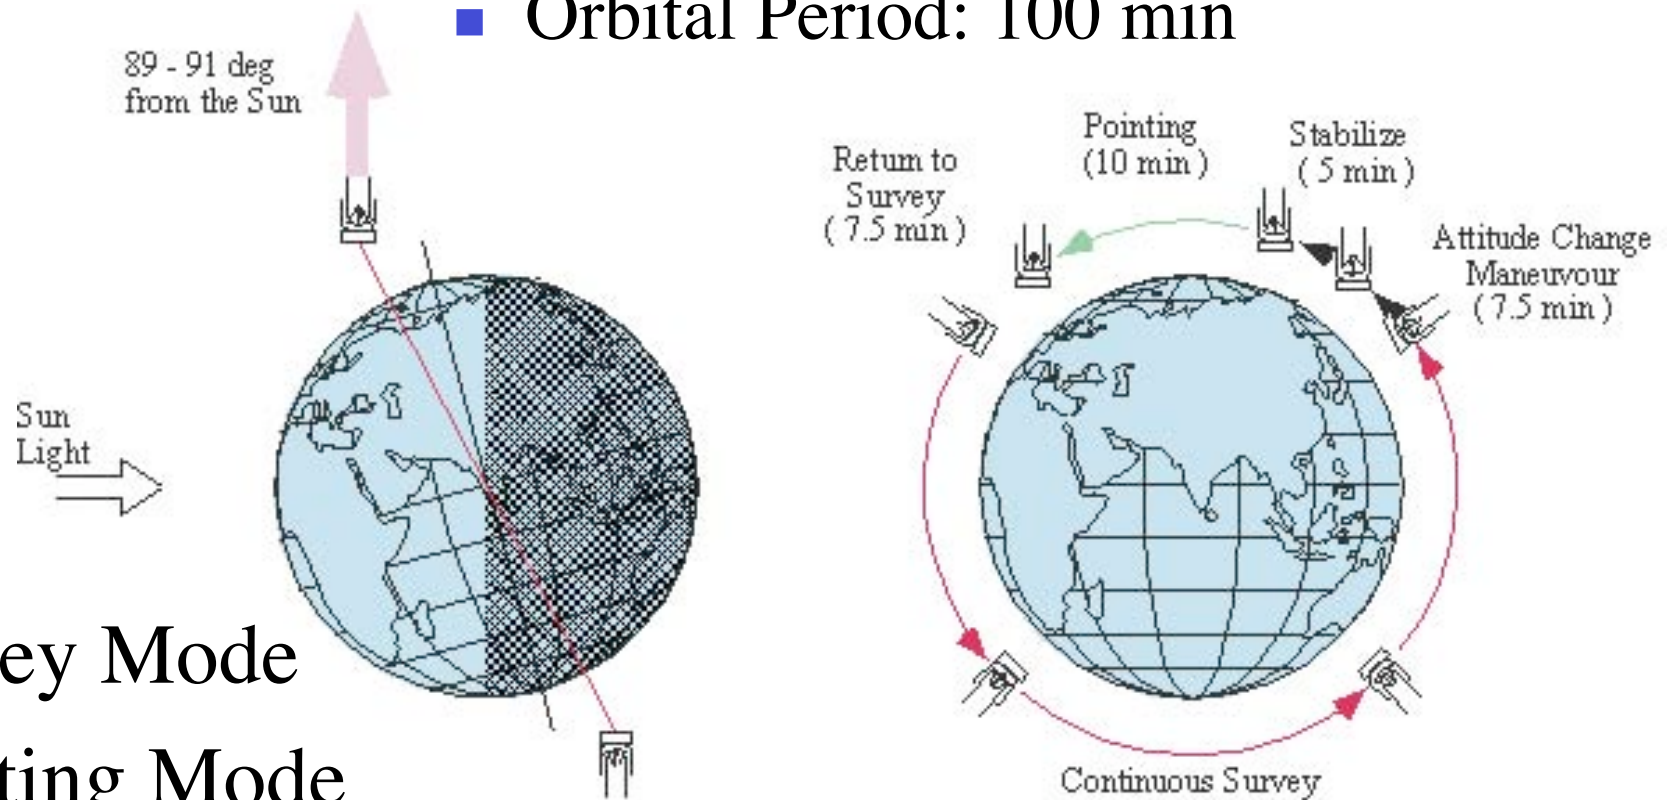 Orbital Period: 100 min
89 - 91 deg
from the Sun
Sun
Light
Return to
Survey
( 7.5 min )
Pointing
(10 min )
Stabilize
( 5 min )
Attitude Change
Maneuvour
( 7.5 min )
Continuous Survey
ey Mode
ting Mode